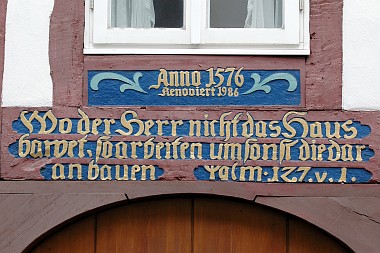 Anno 1576
Renoviert 1986
Wo der Herr nicht das Haus
bawet, so arbeiten umsonst die dar
an bauen Psalm: 127. v. 1